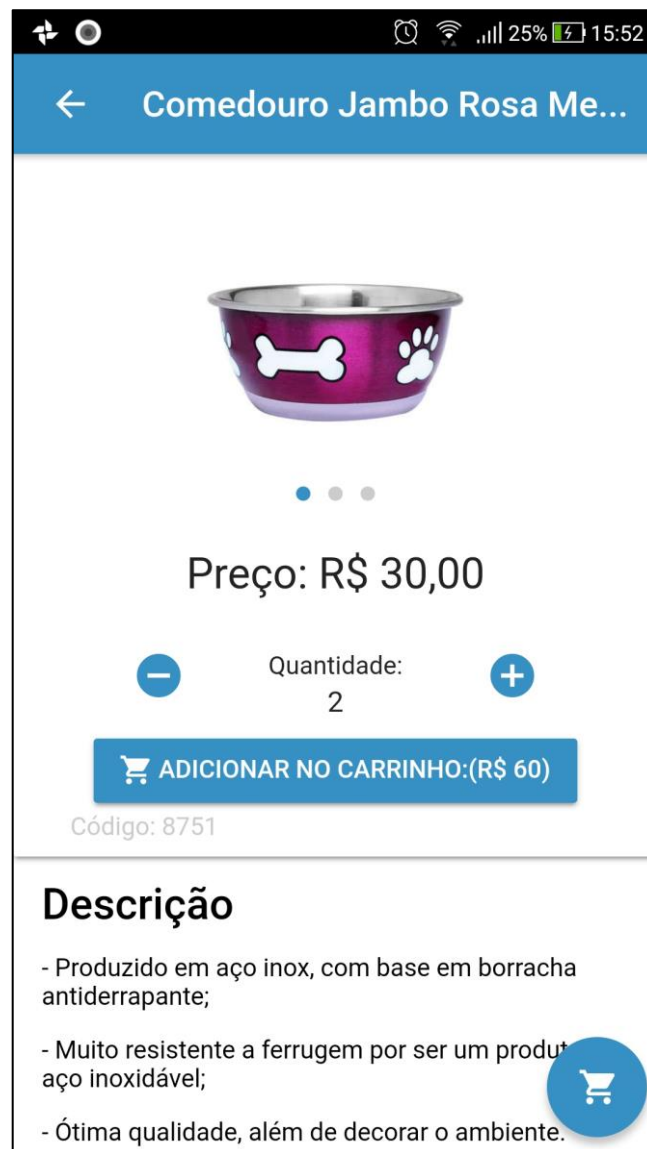 25% 15:52
Comedouro Jambo Rosa Me...
Preço: R$ 30,00
Quantidade:
2
ADICIONAR NO CARRINHO:(R$ 60)
Código: 8751
Descrição
- Produzido em aço inox, com base em borracha
antiderrapante;
- Muito resistente a ferrugem por ser um
aço inoxidável;
- Ótima qualidade, além de decorar o ambiente.